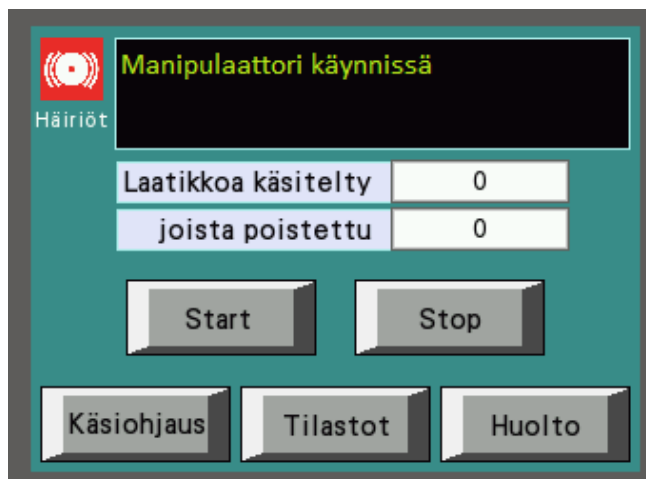 Manipulaattori käynnissä
Häiriöt
Laatikkoa käsitelty 0
joista poistettu 0
Start Stop
Käsiohjaus Tilastot Huolto